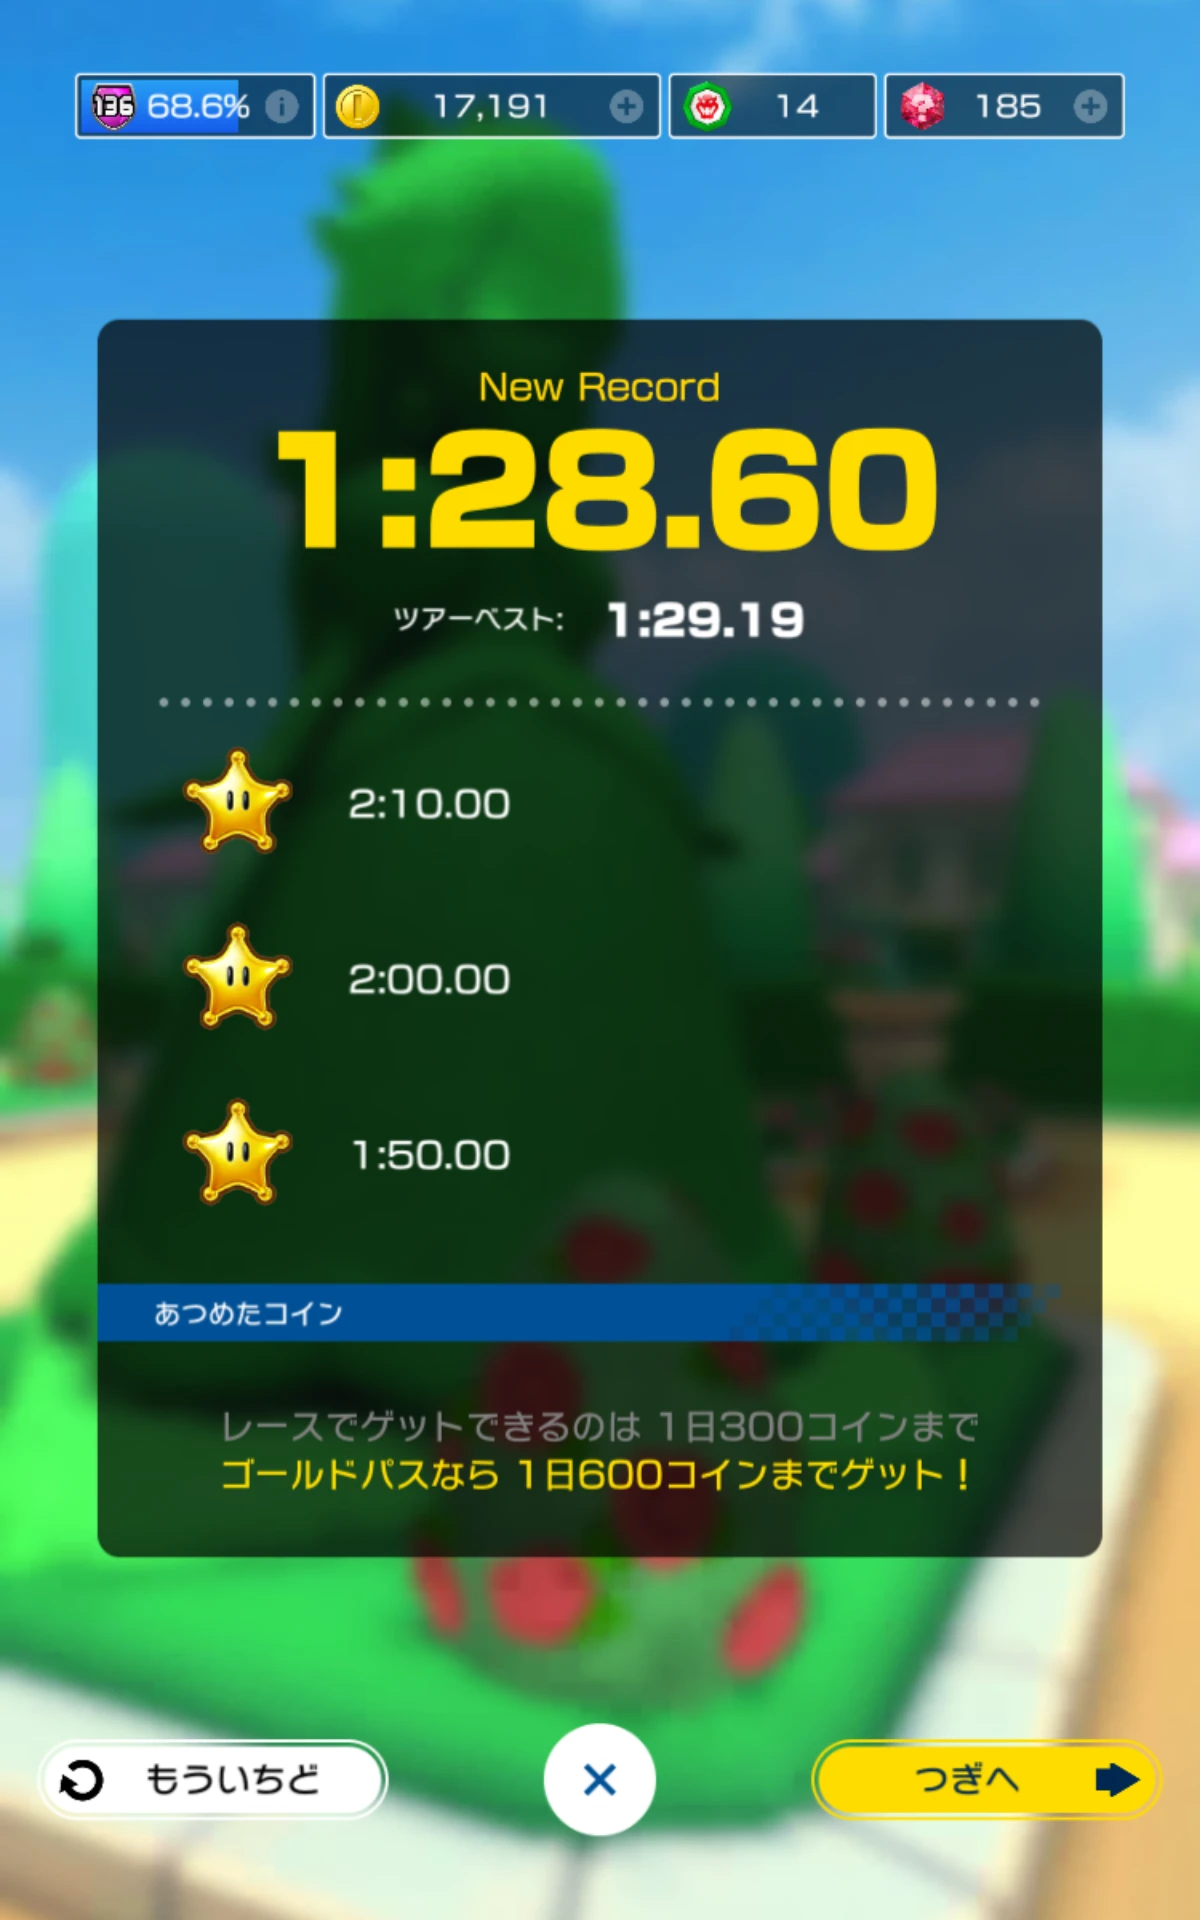 136 68.6% 17,191 14 185
New Record
1:28.60
ツアーベスト: 1:29.19
2:10.00
2:00.00
1:50.00
あつめたコイン
レースでゲットできるのは 1日300コインまで
ゴールドパスなら 1日600コインまでゲット！
もういちど × つぎへ